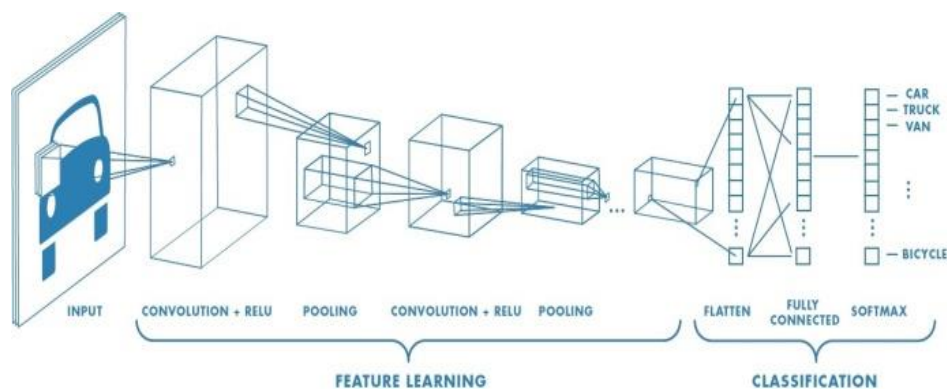 CAR
TRUCK
VAN
BICYCLE
INPUT
CONVOLUTION + RELU
POOLING
CONVOLUTION + RELU
POOLING
FLATTEN
FULLY
CONNECTED
SOFTMAX
FEATURE LEARNING
CLASSIFICATION